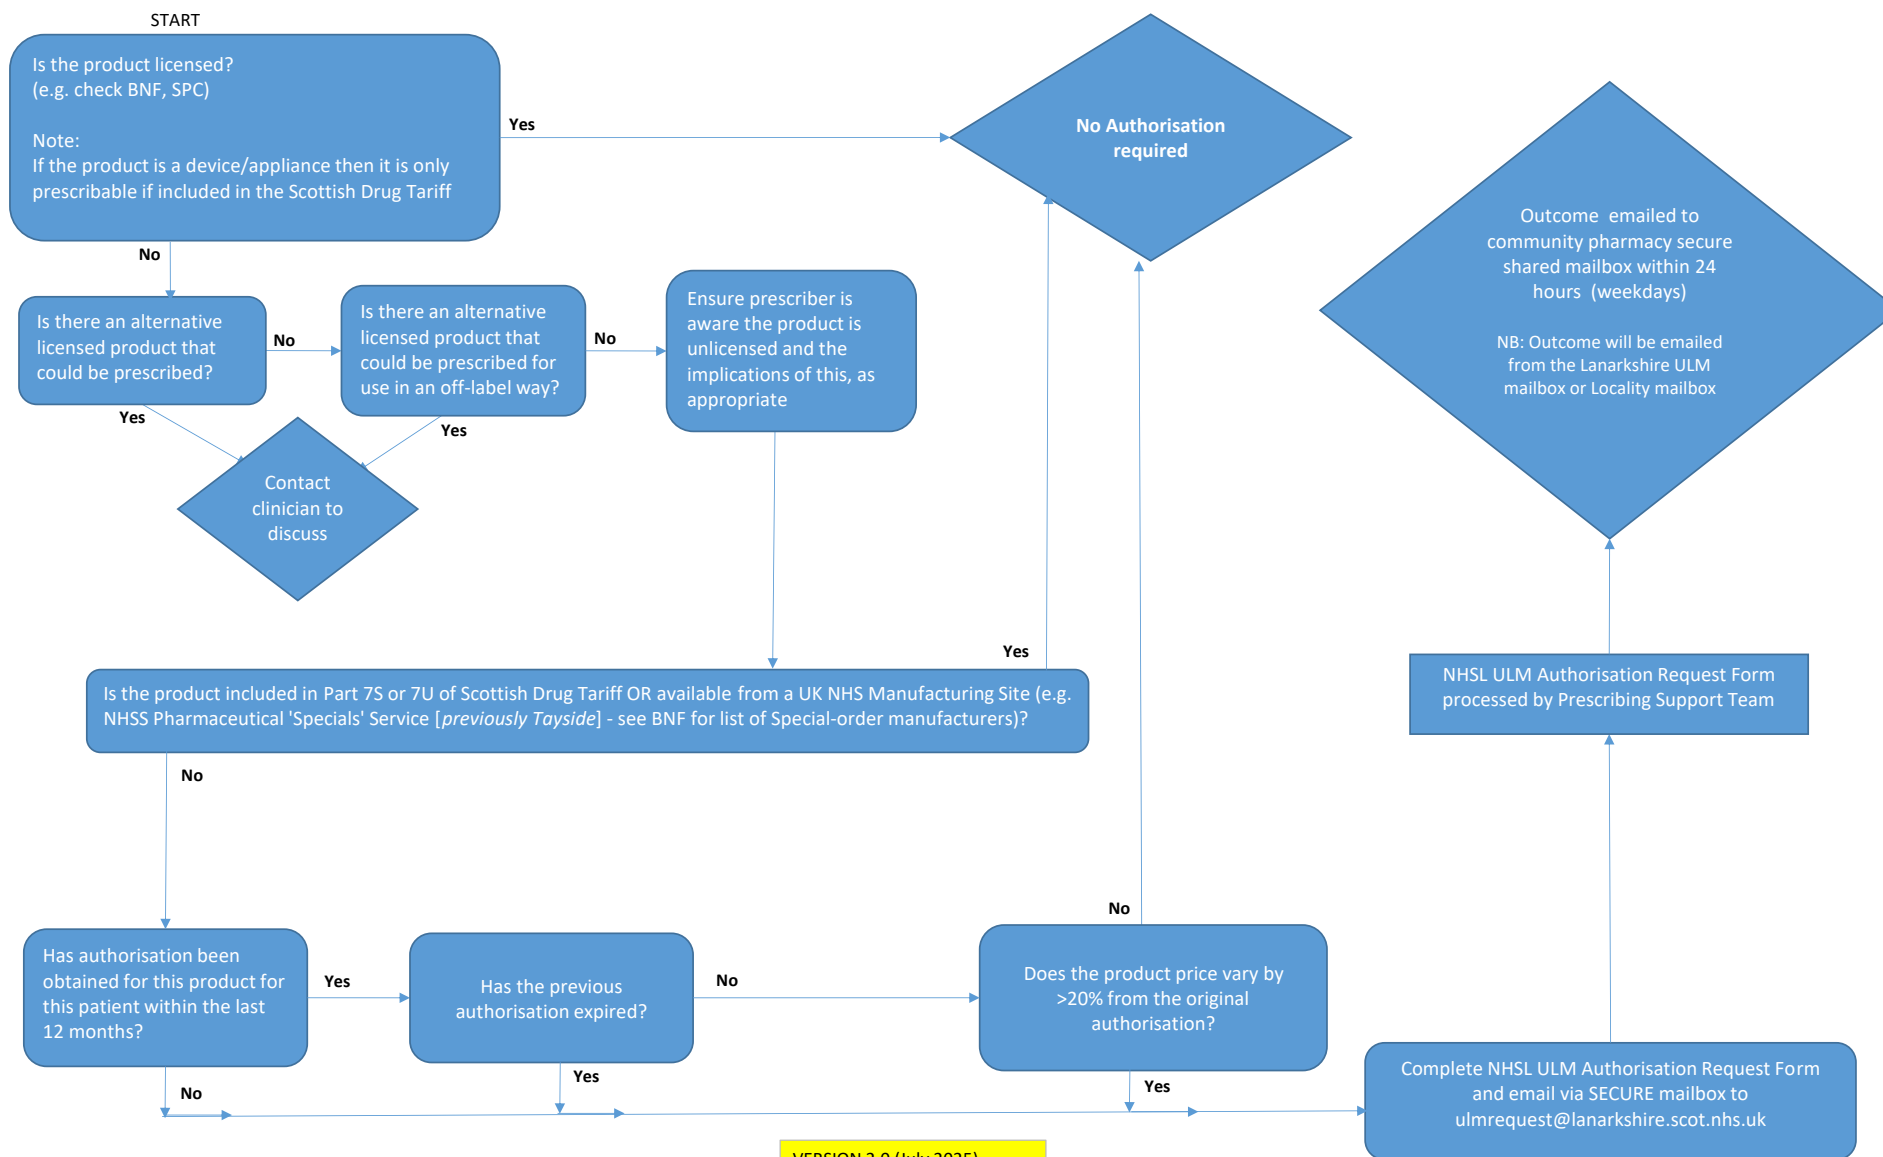 START
Is the product licensed?
(e.g. check BNF, SPC)
Note:
If the product is a device/appliance then it is only
prescribable if included in the Scottish Drug Tariff
Yes
No Authorisation
required
No
Is there an alternative
licensed product that
could be prescribed?
No
Is there an alternative
licensed product that
could be prescribed for
use in an off-label way?
No
Ensure prescriber is
aware the product is
unlicensed and the
implications of this, as
appropriate
Yes
Yes
Contact
clinician to
discuss
Outcome emailed to
community pharmacy secure
shared mailbox within 24
hours (weekdays)
NB: Outcome will be emailed
from the Lanarkshire ULM
mailbox or Locality mailbox
Yes
Is the product included in Part 7S or 7U of Scottish Drug Tariff OR available from a UK NHS Manufacturing Site (e.g.
NHSS Pharmaceutical 'Specials' Service [previously Tayside] - see BNF for list of Special-order manufacturers)?
NHSL ULM Authorisation Request Form
processed by Prescribing Support Team
No
Has authorisation been
obtained for this product for
this patient within the last
12 months?
Yes
Has the previous
authorisation expired?
No
Does the product price vary by
>20% from the original
authorisation?
No
No
Yes
Yes
Complete NHSL ULM Authorisation Request Form
and email via SECURE mailbox to
ulmrequest@lanarkshire.scot.nhs.uk
VERSION 2.0 (July 2025)